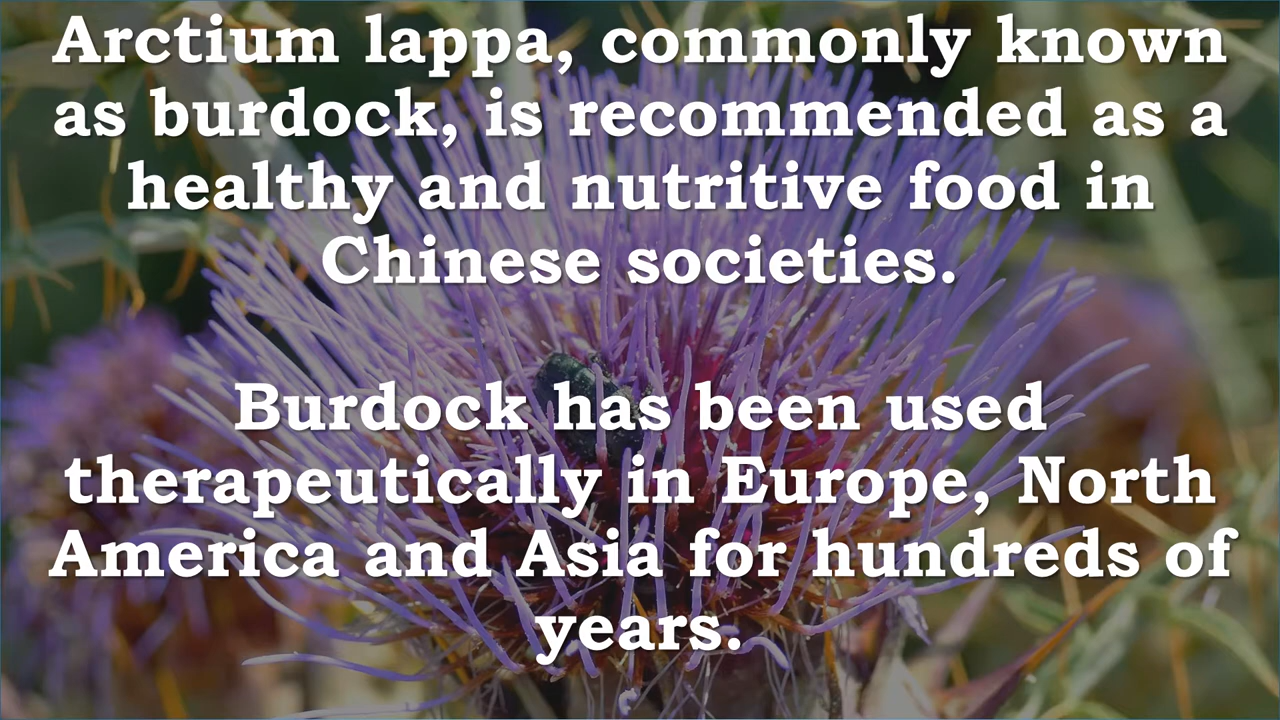 Arctium lappa, commonly known
as burdock, is recommended as a
healthy and nutritive food in
Chinese societies.
Burdock has been used
therapeutically in Europe, North
America and Asia for hundreds of
years.